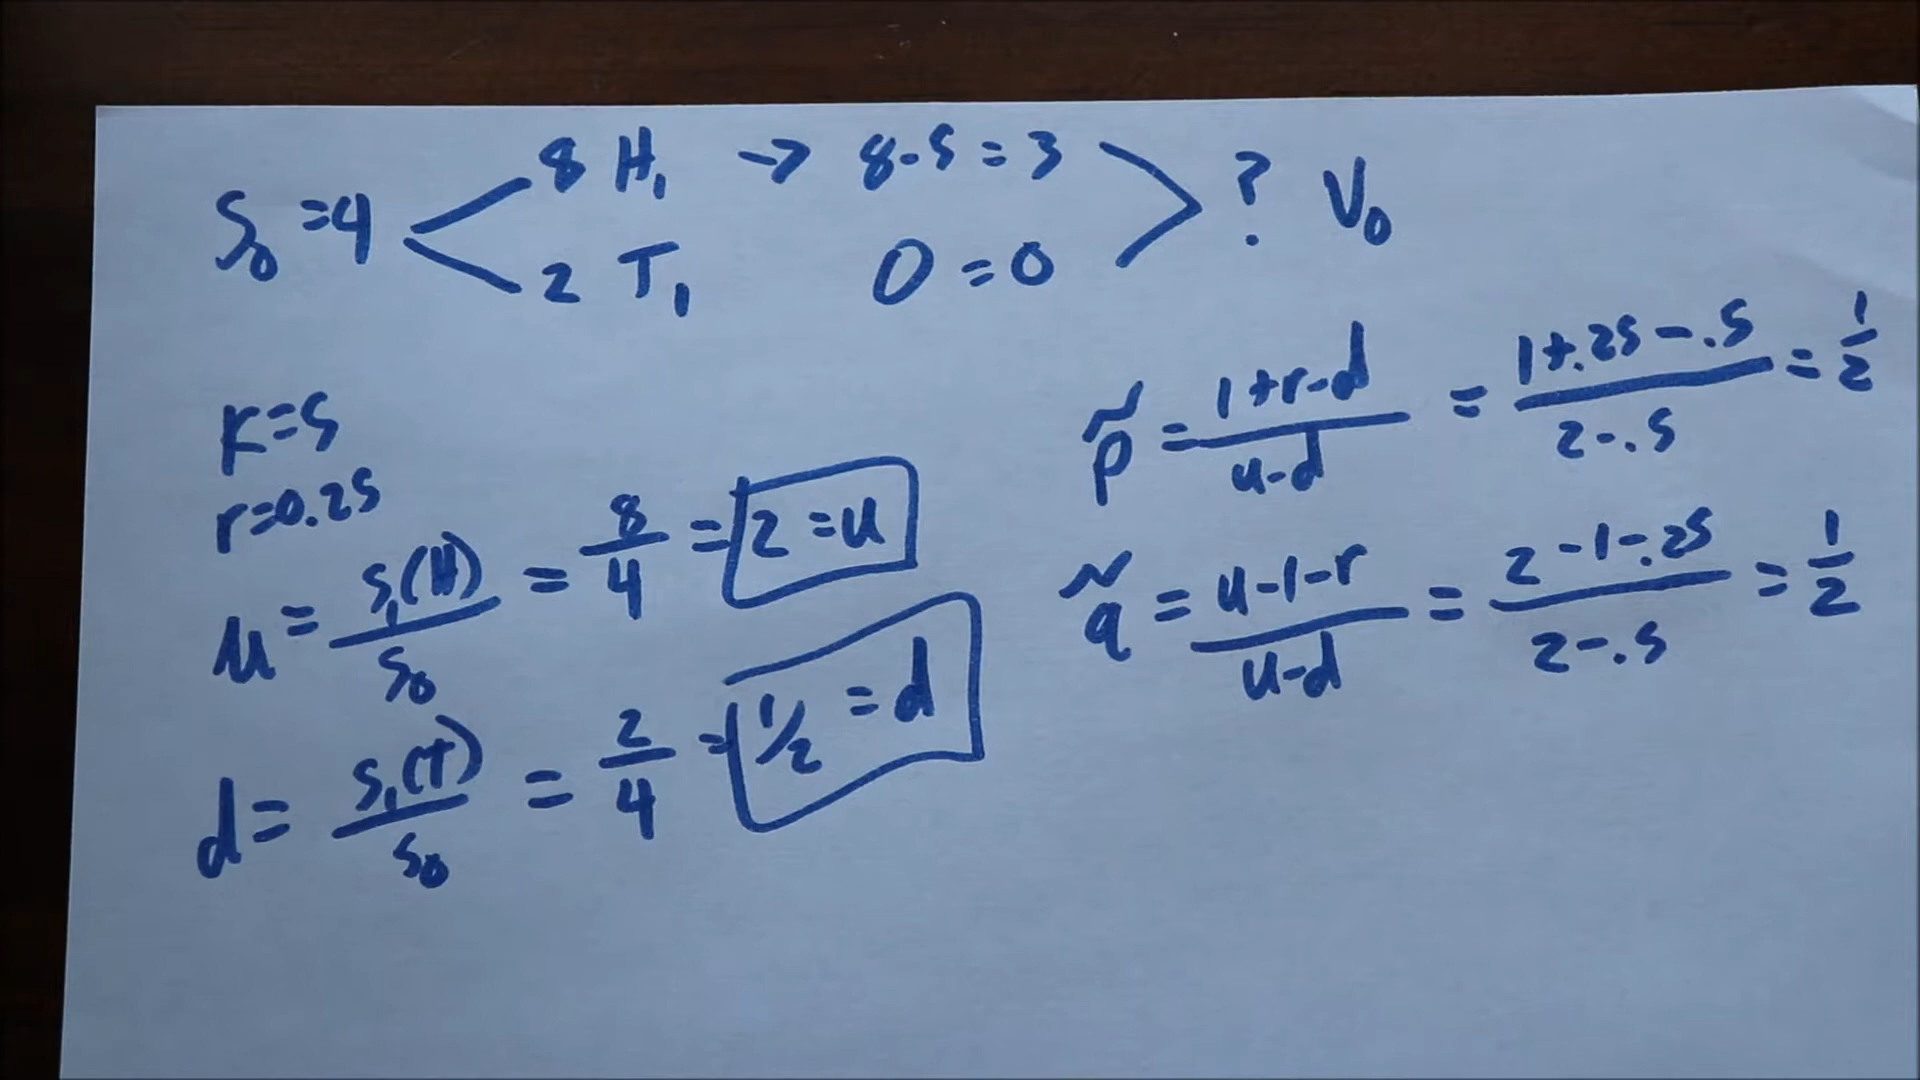 S₀ = 4 < 8 H₁ → 8 - 5 = 3 > ? V₀
2 T₁ 0 = 0
K = 5
r = 0.25
u = S₁(H) / S₀ = 8/4 = 2 = u
d = S₁(T) / S₀ = 2/4 = 1/2 = d
p̃ = (1 + r - d) / (u - d) = (1 + .25 - .5) / (2 - .5) = 1/2
q̃ = (u - 1 - r) / (u - d) = (2 - 1 - .25) / (2 - .5) = 1/2